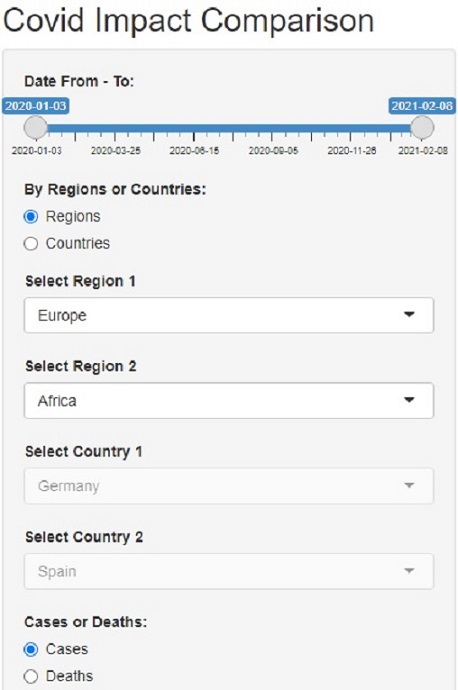 Covid Impact Comparison
Date From - To:
2020-01-03 2021-02-08
2020-01-03 2020-03-25 2020-06-15 2020-09-05 2020-11-26 2021-02-08
By Regions or Countries:
Regions
Countries
Select Region 1
Europe
Select Region 2
Africa
Select Country 1
Germany
Select Country 2
Spain
Cases or Deaths:
Cases
Deaths